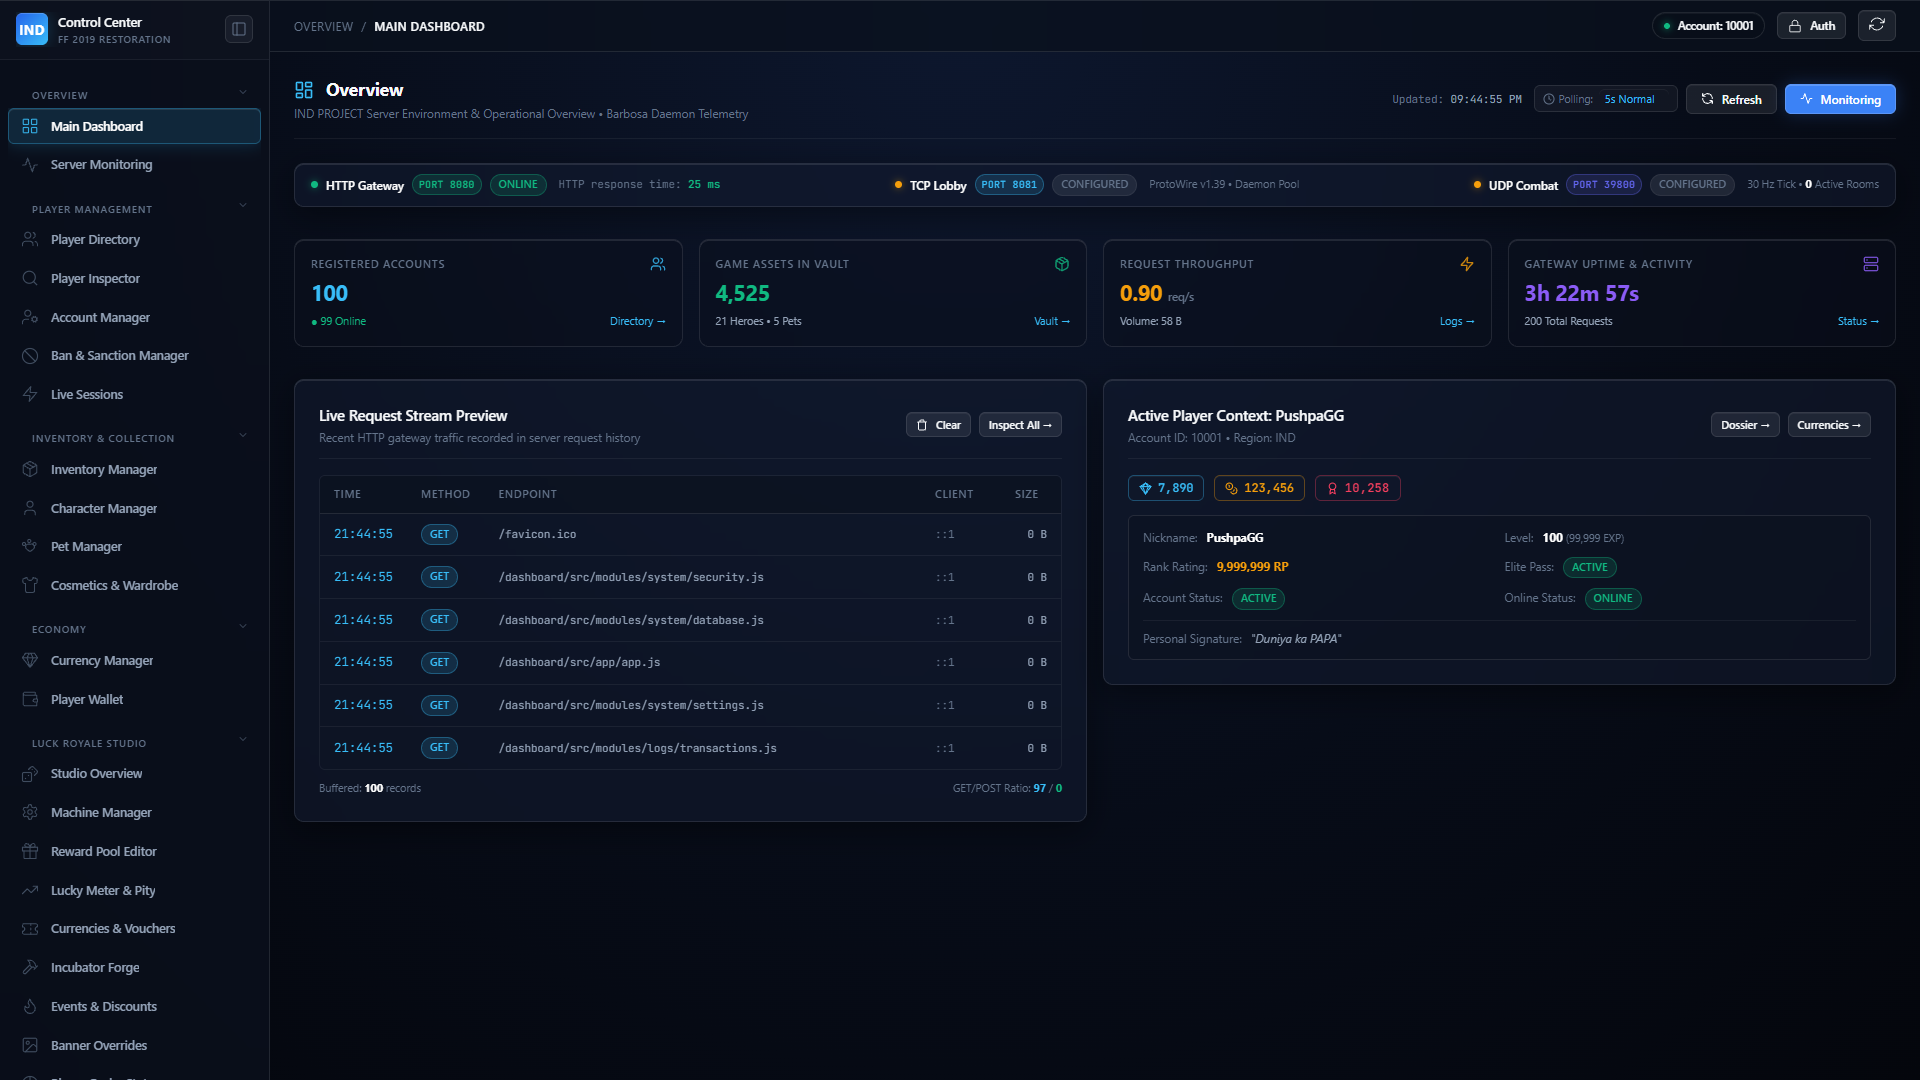 IND
Control Center
FF 2019 RESTORATION
OVERVIEW
Main Dashboard
Server Monitoring
PLAYER MANAGEMENT
Player Directory
Player Inspector
Account Manager
Ban & Sanction Manager
Live Sessions
INVENTORY & COLLECTION
Inventory Manager
Character Manager
Pet Manager
Cosmetics & Wardrobe
ECONOMY
Currency Manager
Player Wallet
LUCK ROYALE STUDIO
Studio Overview
Machine Manager
Reward Pool Editor
Lucky Meter & Pity
Currencies & Vouchers
Incubator Forge
Events & Discounts
Banner Overrides
OVERVIEW / MAIN DASHBOARD
Account: 10001
Auth
Overview
IND PROJECT Server Environment & Operational Overview • Barbosa Daemon Telemetry
Updated: 09:44:55 PM
Polling: 5s Normal
Refresh
Monitoring
HTTP Gateway PORT 8080 ONLINE HTTP response time: 25 ms
TCP Lobby PORT 8081 CONFIGURED ProtoWire v1.39 • Daemon Pool
UDP Combat PORT 39800 CONFIGURED 30 Hz Tick • 0 Active Rooms
REGISTERED ACCOUNTS
100
● 99 Online Directory →
GAME ASSETS IN VAULT
4,525
21 Heroes • 5 Pets Vault →
REQUEST THROUGHPUT
0.90 req/s
Volume: 58 B Logs →
GATEWAY UPTIME & ACTIVITY
3h 22m 57s
200 Total Requests Status →
Live Request Stream Preview
Recent HTTP gateway traffic recorded in server request history
Clear
Inspect All →
TIME METHOD ENDPOINT CLIENT SIZE
21:44:55 GET /favicon.ico ::1 0 B
21:44:55 GET /dashboard/src/modules/system/security.js ::1 0 B
21:44:55 GET /dashboard/src/modules/system/database.js ::1 0 B
21:44:55 GET /dashboard/src/app/app.js ::1 0 B
21:44:55 GET /dashboard/src/modules/system/settings.js ::1 0 B
21:44:55 GET /dashboard/src/modules/logs/transactions.js ::1 0 B
Buffered: 100 records GET/POST Ratio: 97 / 0
Active Player Context: PushpaGG
Account ID: 10001 • Region: IND
Dossier →
Currencies →
7,890
123,456
10,258
Nickname: PushpaGG
Level: 100 (99,999 EXP)
Rank Rating: 9,999,999 RP
Elite Pass: ACTIVE
Account Status: ACTIVE
Online Status: ONLINE
Personal Signature: "Duniya ka PAPA"